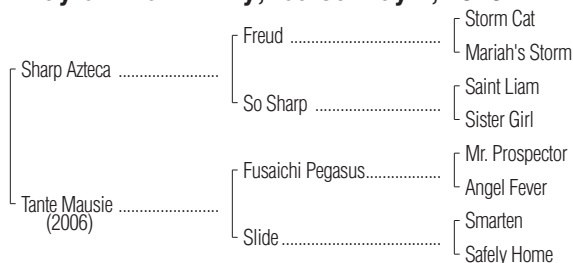 Freud ......................................
Storm Cat
Mariah's Storm
Sharp Azteca .........................
So Sharp ................................
Saint Liam
Sister Girl
Fusaichi Pegasus...................
Mr. Prospector
Angel Fever
Tante Mausie .........................
(2006)
Slide........................................
Smarten
Safely Home